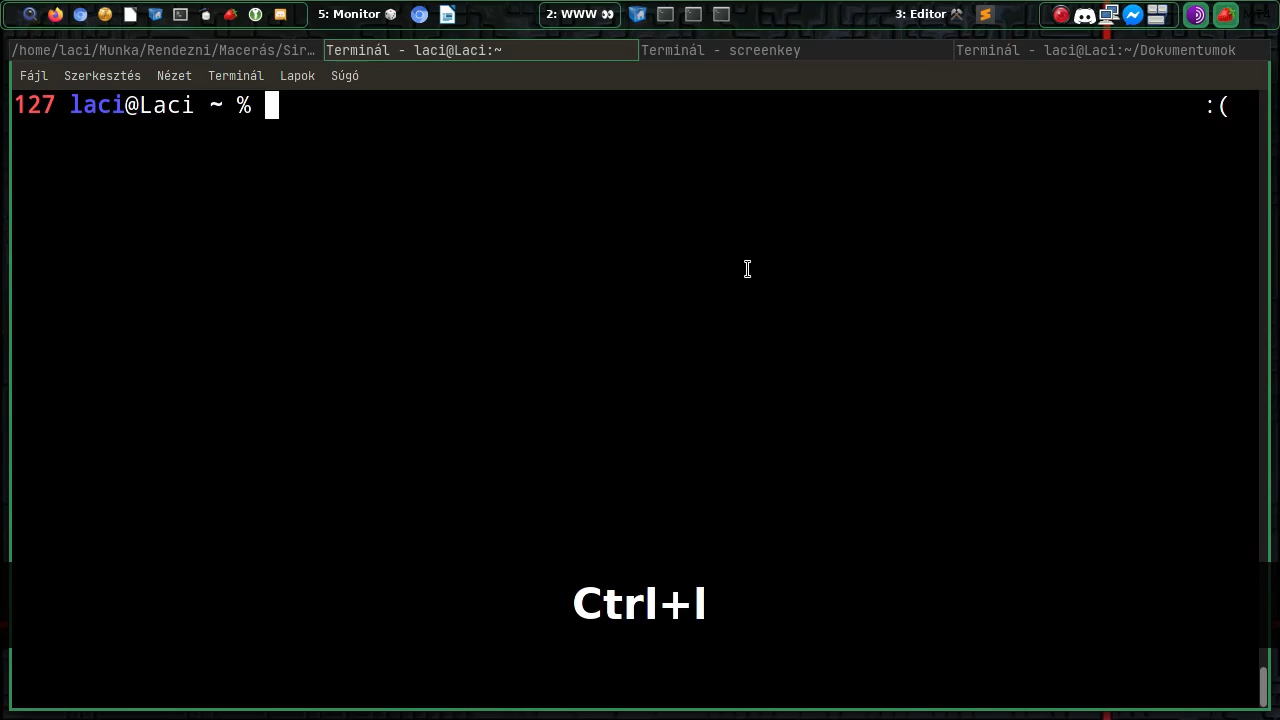 5: Monitor
2: WWW
3: Editor
/home/laci/Munka/Rendezni/Macerás/Sir…
Terminál - laci@Laci:~
Terminál - screenkey
Terminál - laci@Laci:~/Dokumentumok
Fájl Szerkesztés Nézet Terminál Lapok Súgó
127 laci@Laci ~ % :(
Ctrl+l